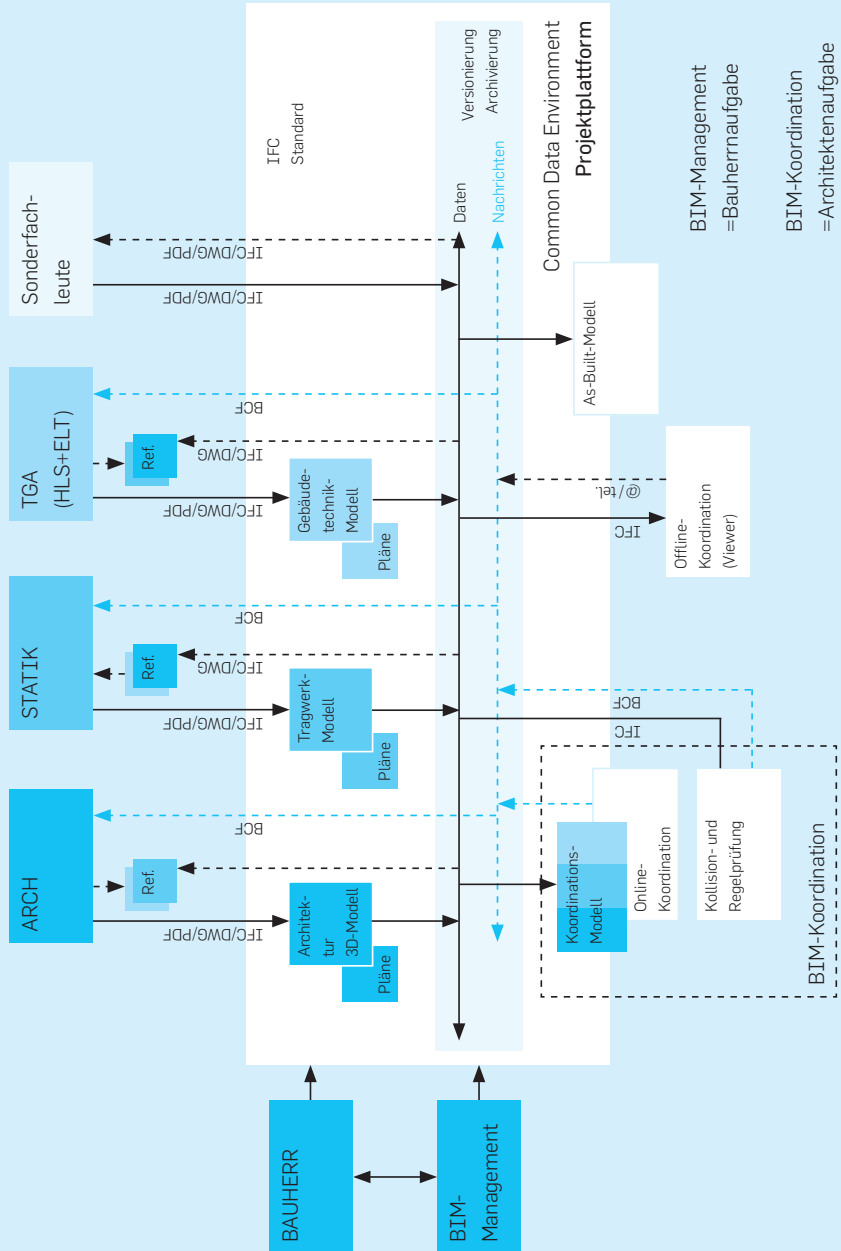 BAUHERR
BIM-
Management
ARCH
STATIK
TGA
(HLS+ELT)
Sonderfach-
leute
Ref.
Ref.
Ref.
IFC/DWG/PDF
BCF
IFC/DWG/PDF
IFC/DWG
BCF
IFC/DWG/PDF
IFC/DWG
BCF
IFC/DWG/PDF
IFC/DWG/PDF
IFC
Standard
Architek-
tur
3D-Modell
Pläne
Tragwerk-
Modell
Pläne
Gebäude-
technik-
Modell
Pläne
Daten
Nachrichten
Versionierung
Archivierung
Common Data Environment
Projektplattform
Koordinations-
Modell
Online-
Koordination
Kollision- und
Regelprüfung
BIM-Koordination
IFC
BCF
IFC
@/tel.
Offline-
Koordination
(Viewer)
As-Built-Modell
BIM-Management
=Bauherrnaufgabe
BIM-Koordination
=Architektenaufgabe